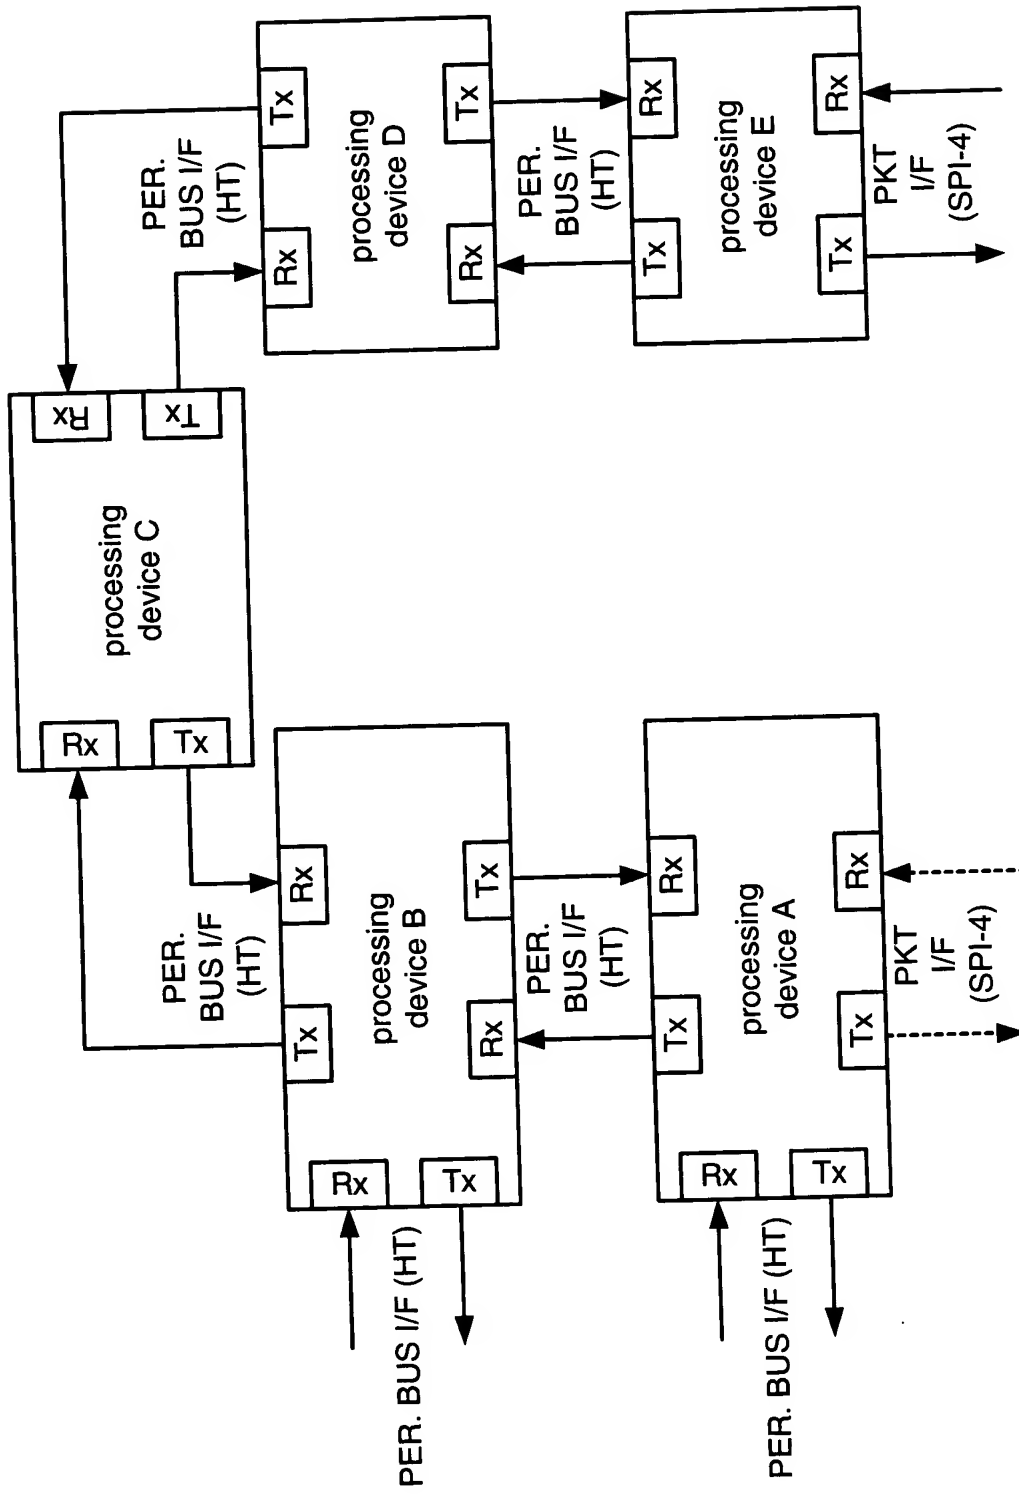 Rx
processing
device C
Rx
Tx
Tx
PER.
BUS I/F
(HT)
PER.
BUS I/F
(HT)
Tx
Rx
Rx
Tx
processing
device B
processing
device D
Rx
Tx
Rx
Tx
Rx
Tx
PER. BUS I/F (HT)
PER.
BUS I/F
(HT)
PER.
BUS I/F
(HT)
Tx
Rx
Tx
Rx
processing
device A
processing
device E
Rx
Tx
Tx
Rx
Tx
Rx
PER. BUS I/F (HT)
PKT
I/F
(SPI-4)
PKT
I/F
(SPI-4)